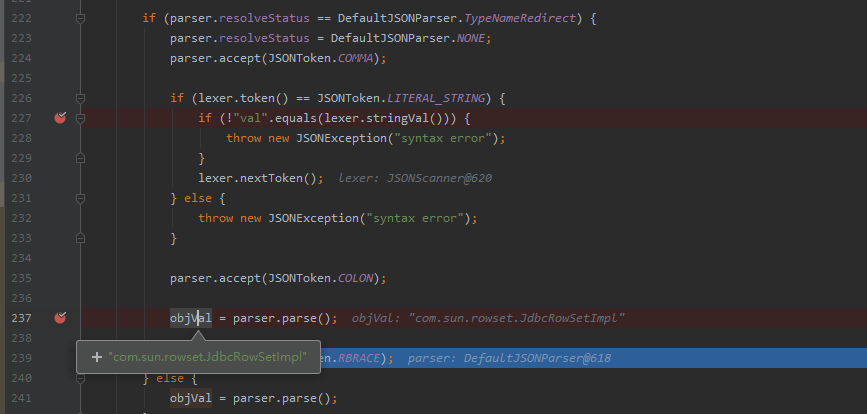 222 if (parser.resolveStatus == DefaultJSONParser.TypeNameRedirect) {
223 parser.resolveStatus = DefaultJSONParser.NONE;
224 parser.accept(JSONToken.COMMA);
225
226 if (lexer.token() == JSONToken.LITERAL_STRING) {
227 if (!"val".equals(lexer.stringVal())) {
228 throw new JSONException("syntax error");
229 }
230 lexer.nextToken(); lexer: JSONScanner@620
231 } else {
232 throw new JSONException("syntax error");
233 }
234
235 parser.accept(JSONToken.COLON);
236
237 objVal = parser.parse(); objVal: "com.sun.rowset.JdbcRowSetImpl"
238
+ "com.sun.rowset.JdbcRowSetImpl"
239 en.RBRACE); parser: DefaultJSONParser@618
240 } else {
241 objVal = parser.parse();